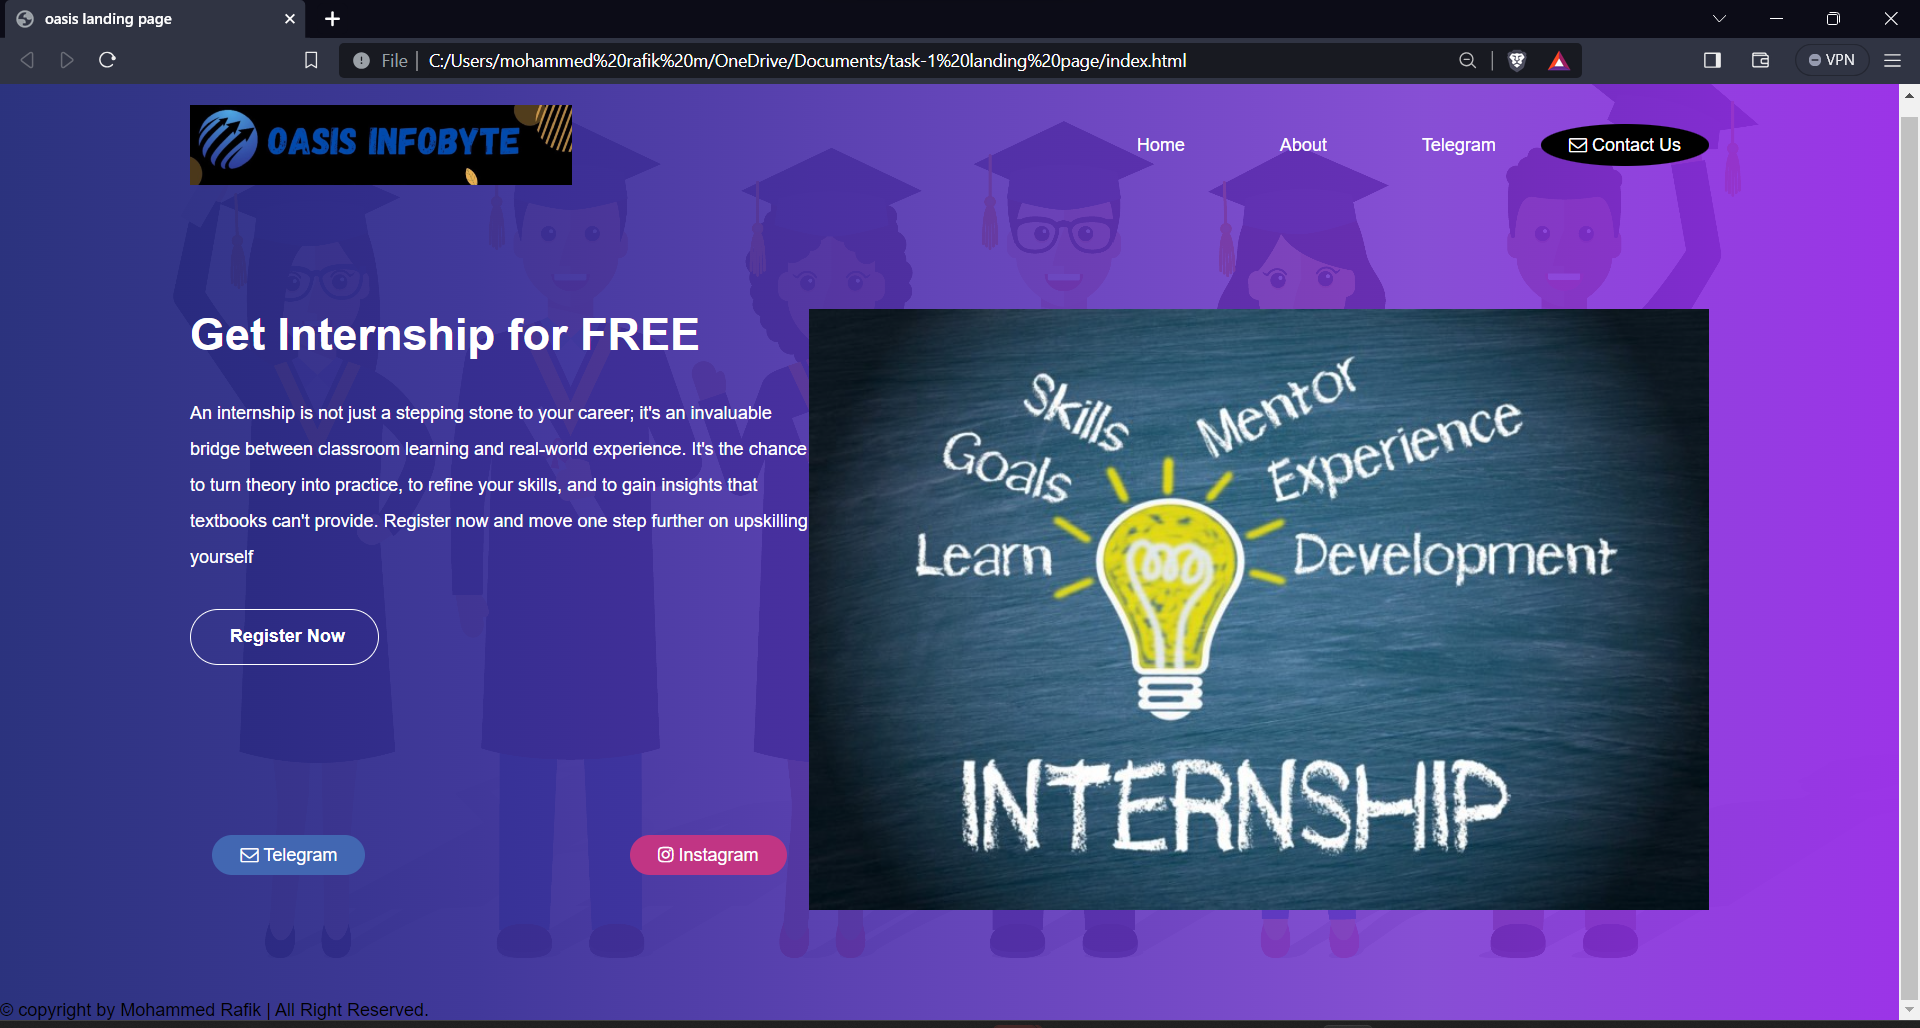 oasis landing page
File | C:/Users/mohammed%20rafik%20m/OneDrive/Documents/task-1%20landing%20page/index.html
VPN
OASIS INFOBYTE
Home
About
Telegram
Contact Us
Get Internship for FREE
An internship is not just a stepping stone to your career; it's an invaluable
bridge between classroom learning and real-world experience. It's the chance
to turn theory into practice, to refine your skills, and to gain insights that
textbooks can't provide. Register now and move one step further on upskilling
yourself
Register Now
Telegram
Instagram
Skills
Mentor
Goals
Experience
Learn
Development
INTERNSHIP
© copyright by Mohammed Rafik | All Right Reserved.